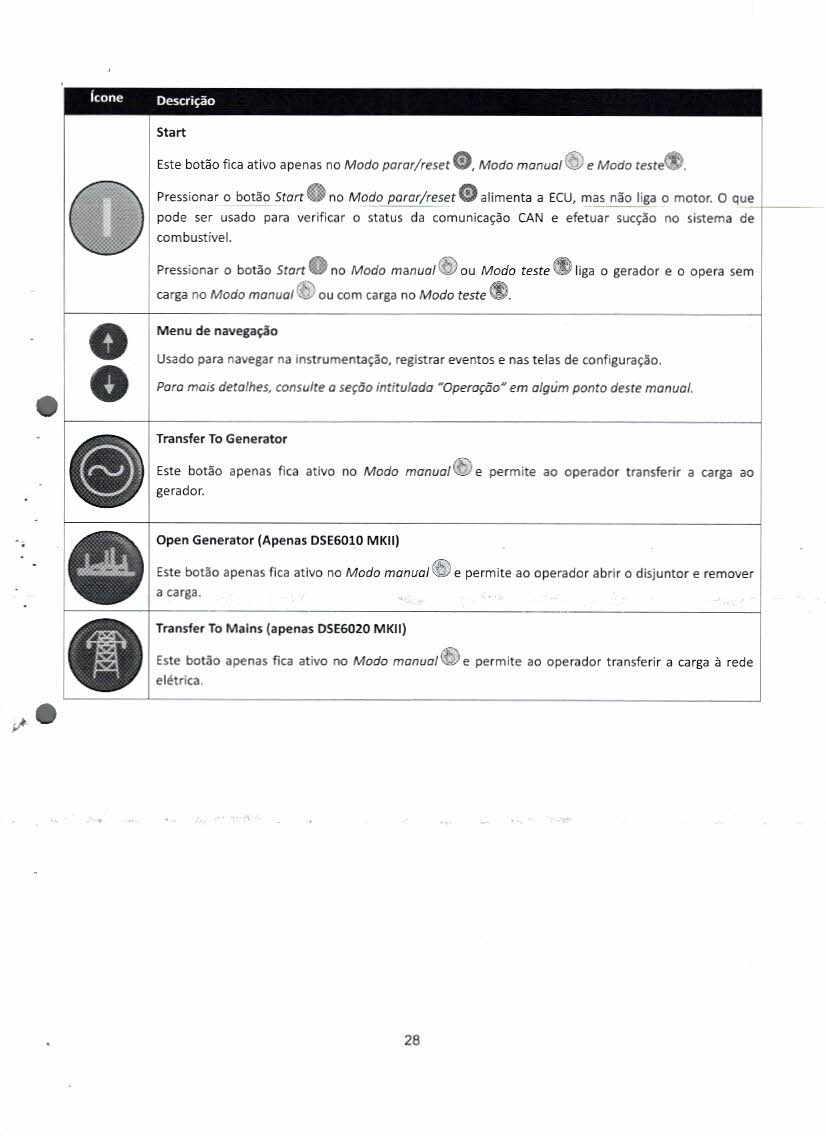 Ícone Descrição
Start
Este botão fica ativo apenas no Modo parar/reset , Modo manual e Modo teste .
Pressionar o botão Start no Modo parar/reset alimenta a ECU, mas não liga o motor. O que
pode ser usado para verificar o status da comunicação CAN e efetuar sucção no sistema de
combustível.
Pressionar o botão Start no Modo manual ou Modo teste liga o gerador e o opera sem
carga no Modo manual ou com carga no Modo teste .
Menu de navegação
Usado para navegar na instrumentação, registrar eventos e nas telas de configuração.
Para mais detalhes, consulte a seção intitulada "Operação" em algum ponto deste manual.
Transfer To Generator
Este botão apenas fica ativo no Modo manual e permite ao operador transferir a carga ao
gerador.
Open Generator (Apenas DSE6010 MKII)
Este botão apenas fica ativo no Modo manual e permite ao operador abrir o disjuntor e remover
a carga.
Transfer To Mains (apenas DSE6020 MKII)
Este botão apenas fica ativo no Modo manual e permite ao operador transferir a carga à rede
elétrica.
28